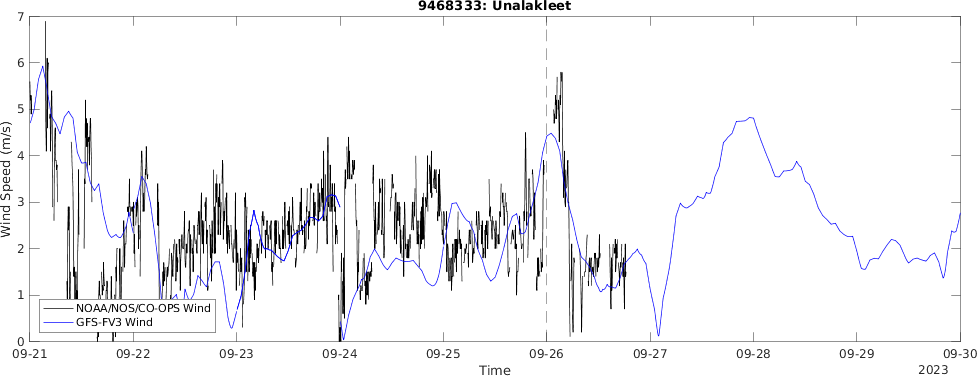 9468333: Unalakleet
7
6
5
4
3
2
1
0
Wind Speed (m/s)
NOAA/NOS/CO-OPS Wind
GFS-FV3 Wind
09-21 09-22 09-23 09-24 09-25 09-26 09-27 09-28 09-29 09-30
Time
2023